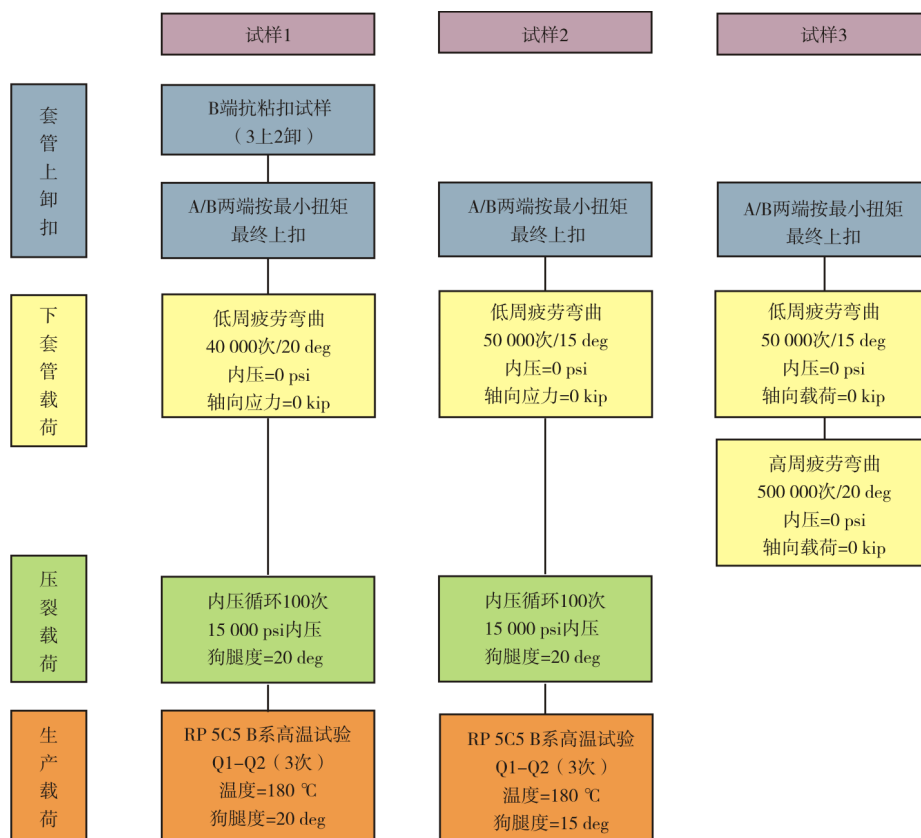 试样1
试样2
试样3
套管上卸扣
B端抗粘扣试样
（3上2卸）
A/B两端按最小扭矩
最终上扣
A/B两端按最小扭矩
最终上扣
A/B两端按最小扭矩
最终上扣
下套管载荷
低周疲劳弯曲
40 000次/20 deg
内压=0 psi
轴向应力=0 kip
低周疲劳弯曲
50 000次/15 deg
内压=0 psi
轴向应力=0 kip
低周疲劳弯曲
50 000次/15 deg
内压=0 psi
轴向载荷=0 kip
高周疲劳弯曲
500 000次/20 deg
内压=0 psi
轴向载荷=0 kip
压裂载荷
内压循环100次
15 000 psi内压
狗腿度=20 deg
内压循环100次
15 000 psi内压
狗腿度=20 deg
生产载荷
RP 5C5 B系高温试验
Q1-Q2（3次）
温度=180 ℃
狗腿度=20 deg
RP 5C5 B系高温试验
Q1-Q2（3次）
温度=180 ℃
狗腿度=15 deg